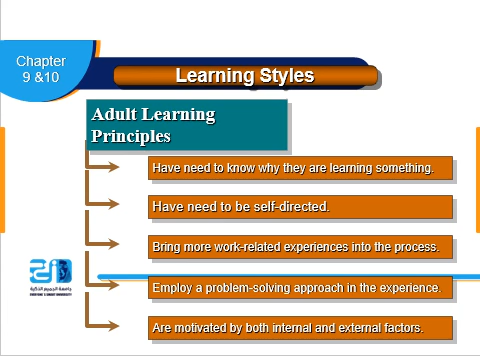 Chapter
9 &10
Learning Styles
Adult Learning
Principles
Have need to know why they are learning something.
Have need to be self-directed.
Bring more work-related experiences into the process.
Employ a problem-solving approach in the experience.
Are motivated by both internal and external factors.